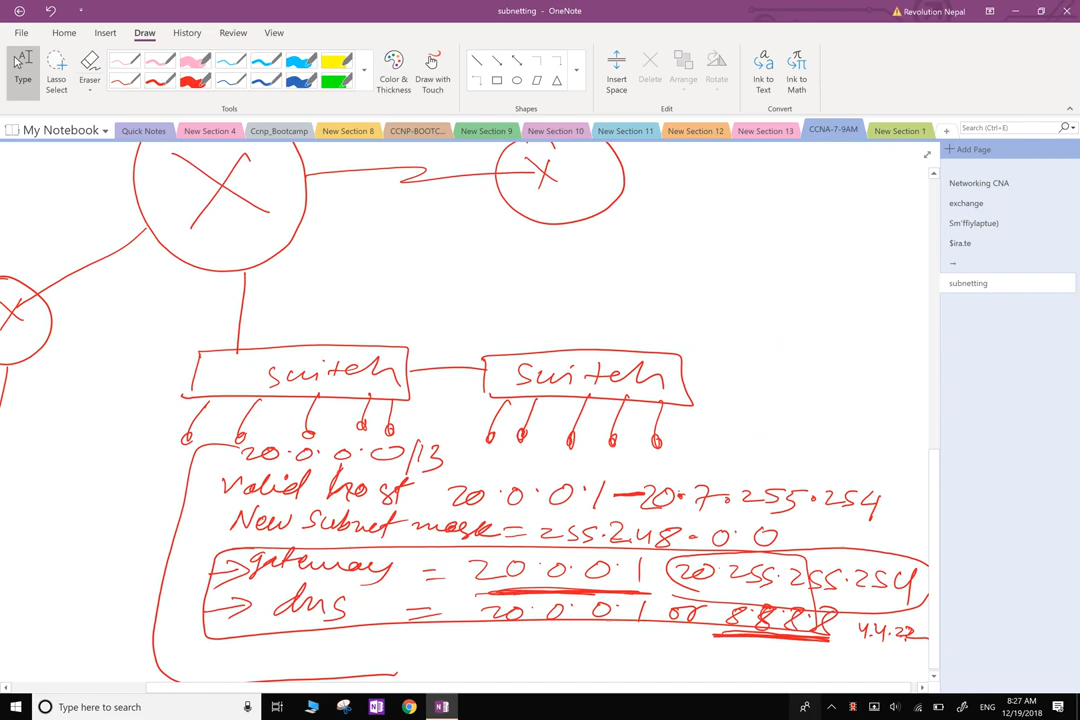 subnetting - OneNote
Revolution Nepal
File Home Insert Draw History Review View
Type
Lasso Select
Eraser
Color & Thickness
Draw with Touch
Insert Space
Delete
Arrange
Rotate
Ink to Text
Ink to Math
Tools
Shapes
Edit
Convert
My Notebook
Quick Notes
New Section 4
Ccnp_Bootcamp
New Section 8
CCNP-BOOTC...
New Section 9
New Section 10
New Section 11
New Section 12
New Section 13
CCNA-7-9AM
New Section 1
Search (Ctrl+E)
Add Page
Networking CNA
exchange
Sm'ffiylaptue)
$ira.te
→
subnetting
switch
switch
20.0.0.0/13
Valid host 20.0.0.1-20.7.255.254
New subnet mask = 255.248.0.0
→ gateway = 20.0.0.1 20.255.255.254
→ dns = 20.0.0.1 or 8.8.8.8
Type here to search
ENG
8:27 AM
12/19/2018